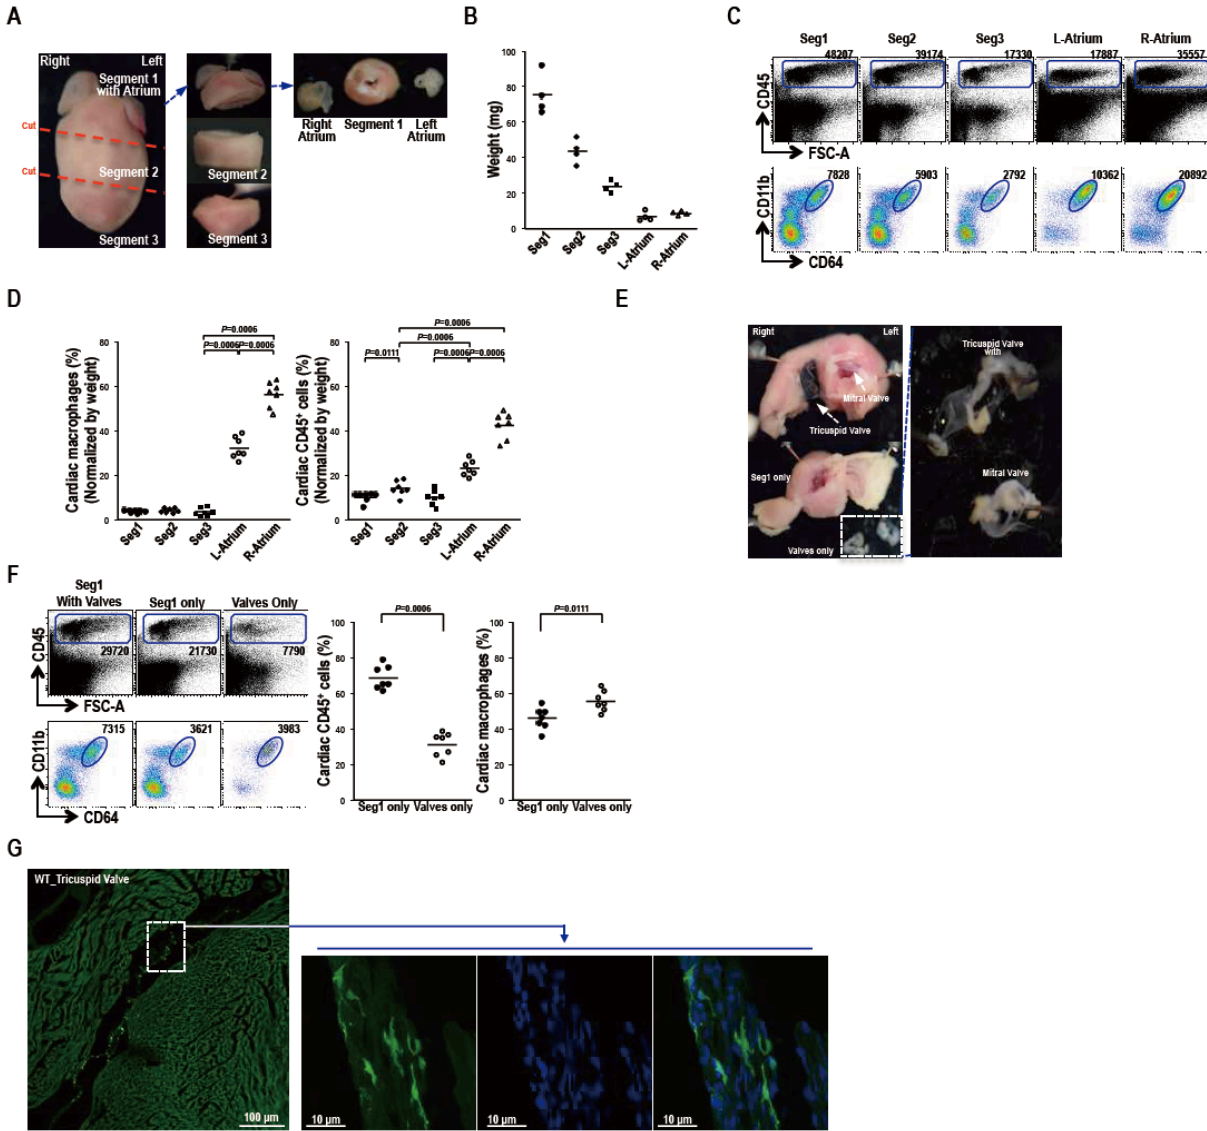 A
Right
Left
Segment 1
with Atrium
Cut
Cut
Segment 2
Segment 3
Segment 2
Segment 3
Right
Atrium
Segment 1
Left
Atrium
B
Weight (mg)
100
80
60
40
20
0
Seg1
Seg2
Seg3
L-Atrium
R-Atrium
C
Seg1
Seg2
Seg3
L-Atrium
R-Atrium
48207
39174
17330
17887
35557
CD45
FSC-A
7828
5903
2792
10362
20892
CD11b
CD64
D
Cardiac macrophages (%)
(Normalized by weight)
80
60
40
20
0
P=0.0006
P=0.0006
P=0.0006
Seg1
Seg2
Seg3
L-Atrium
R-Atrium
Cardiac CD45+ cells (%)
(Normalized by weight)
80
60
40
20
0
P=0.0006
P=0.0006
P=0.0111
P=0.0006
P=0.0006
Seg1
Seg2
Seg3
L-Atrium
R-Atrium
E
Right
Left
Mitral Valve
Tricuspid Valve
Seg1 only
Valves only
Tricuspid Valve
with
Mitral Valve
F
Seg1
With Valves
Seg1 only
Valves Only
29720
21730
7790
CD45
FSC-A
7315
3621
3983
CD11b
CD64
Cardiac CD45+ cells (%)
100
80
60
40
20
0
P=0.0006
Seg1 only
Valves only
Cardiac macrophages (%)
100
80
60
40
20
0
P=0.0111
Seg1 only
Valves only
G
WT_Tricuspid Valve
100 µm
10 µm
10 µm
10 µm